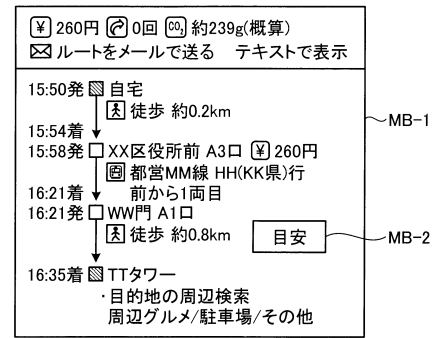 ¥ 260円 0回 CO₂ 約239g(概算)
ルートをメールで送る テキストで表示
15:50発 自宅
徒歩 約0.2km
15:54着
15:58発 XX区役所前 A3口 ¥ 260円
都営MM線 HH(KK県)行
16:21着 前から1両目
16:21発 WW門 A1口
徒歩 約0.8km
目安
16:35着 TTタワー
・目的地の周辺検索
周辺グルメ/駐車場/その他
MB-1
MB-2